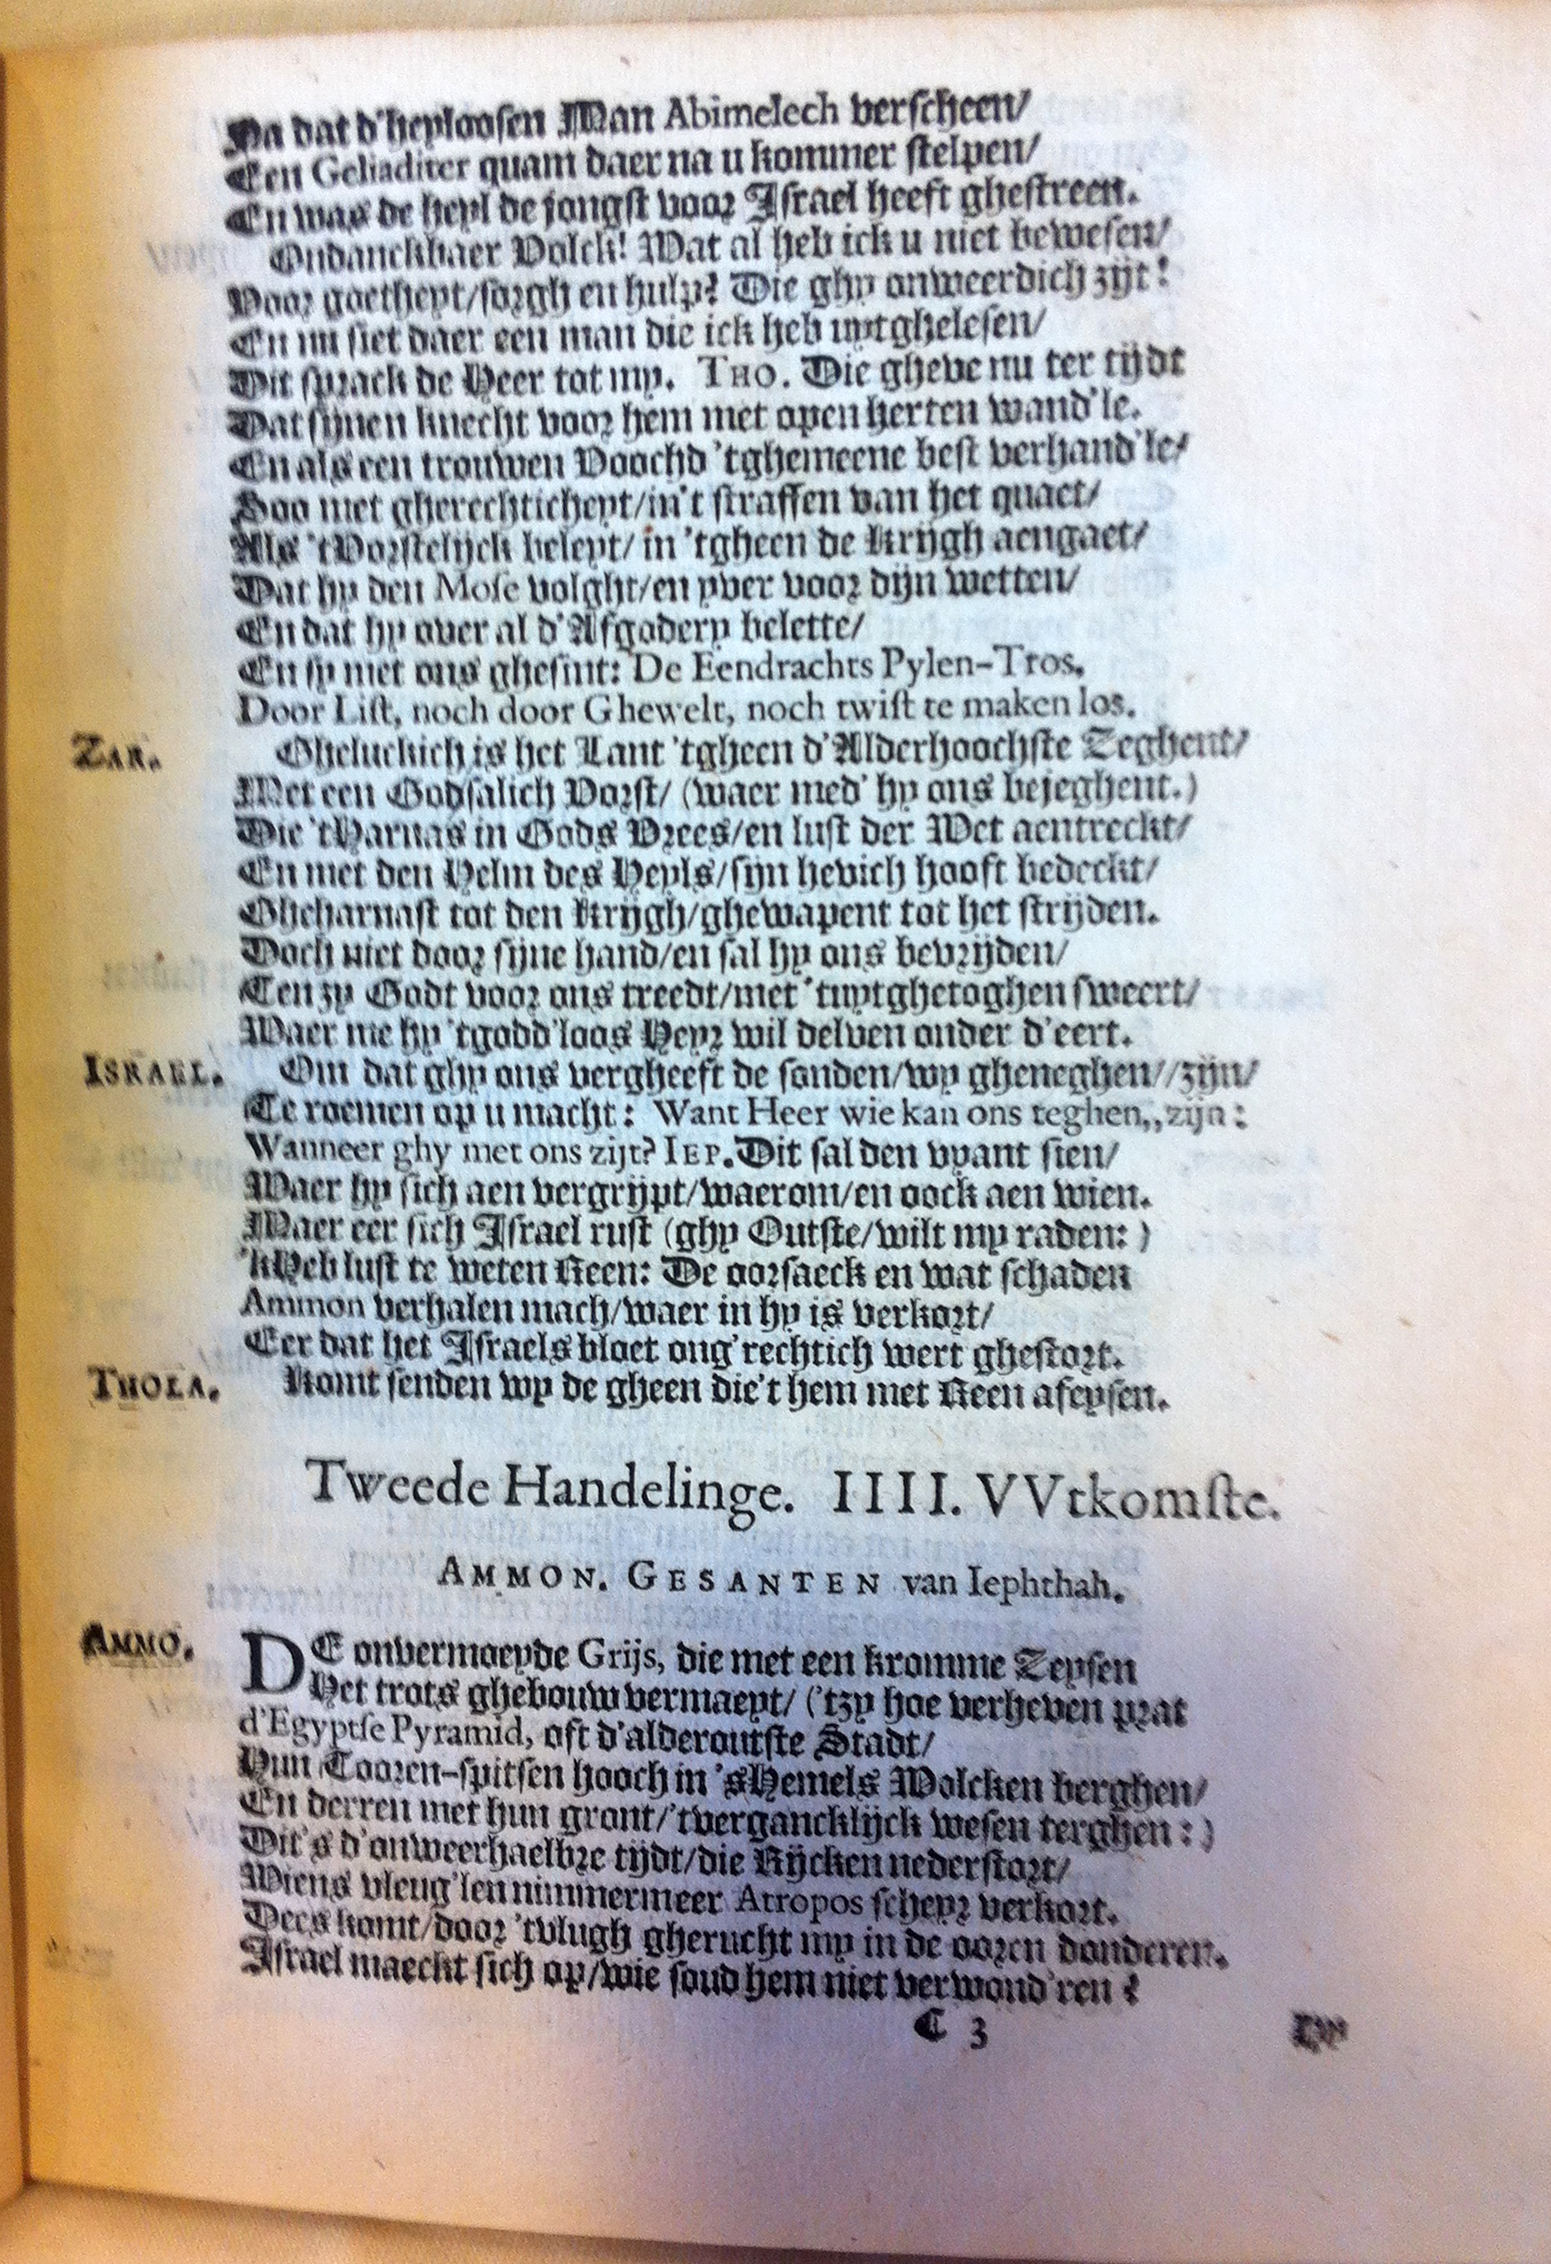 Na dat d'heyloosen Man Abimelech verscheen/
Een Geliaditer quam daer na u kommer stelpen/
En was de heyl de jongst voor Israel heeft ghestreen.
Ondanckbaer Volck! Wat al heb ick u niet bewesen/
Voor goetheyt/sorgh en hulp? Die ghy onweerdich zijt!
En nu siet daer een man die ick heb uytghelesen/
Dit sprack de Heer tot my. THO. Die gheve nu ter tijdt
Dat sijnen knecht voor hem met open herten wand'le.
En als een trouwen Voochd 'tghemeene best verhand'le/
Soo met gherechticheyt/in't straffen van het quaet/
Als 'tVorstelijck beleyt/ in 'tgheen de Krijgh aengaet/
Dat hy den Mose volght/en yver voor dijn wetten/
En dat hy over al d'Afgodery belette/
En sy met ons ghesint: De Eendrachts Pylen-Tros.
Door List, noch door Ghewelt, noch twist te maken los.
ZAR. Gheluckich is het Lant 'tgheen d'Alderhoochste Zeghent/
Met een Godsalich Vorst/ (waer med' hy ons bejeghent.)
Die 'tHarnas in Gods Vrees/en lust der Wet aentreckt/
En met den Helm des Heyls/sijn hevich hooft bedeckt/
Gheharnast tot den Krijgh/ghewapent tot het strijden.
Doch niet door sijne hand/en sal hy ons bevrijden/
Ten zy Godt voor ons treedt/met 'tuytghetoghen sweert/
Waer me hy 'tgodd'loos Heyr wil delven onder d'eert.
ISRAEL. Om dat ghy ons vergheeft de sonden/wy gheneghen//zijn/
Te roemen op u macht: Want Heer wie kan ons teghen,,zijn:
Wanneer ghy met ons zijt? IEP. Dit sal den vyant sien/
Waer hy sich aen vergrijpt/waerom/en oock aen wien.
Maer eer sich Israel rust (ghy Outste/wilt my raden: )
'kHeb lust te weten Reen: De oorsaeck en wat schaden
Ammon verhalen mach/waer in hy is verkort/
Eer dat het Israels bloet ong'rechtich wert ghestort.
THOLA. Komt senden wy de gheen die't hem met Reen afeysen.
Tweede Handelinge. IIII. VVtkomste.
AMMON. GESANTEN van Iephthah.
AMMO. DE onvermoeyde Grijs, die met een kromme Zeysen
Het trots ghebouw vermaeyt/ ('tzy hoe verheven prat
d'Egyptse Pyramid, oft d'alderoutste Stadt/
Hun Tooren-spitsen hooch in 'sHemels Wolcken berghen/
En derren met hun gront/'tvergancklijck wesen terghen: )
Dit's d'onweerhaelbre tijdt/die Rijcken nederstort/
Wiens vleug'len nimmermeer Atropos scheyr verkort.
Dees komt/door 'tvlugh gherucht my in de ooren donderen.
Israel maeckt sich op/wie soud hem niet verwond'ren?
C 3